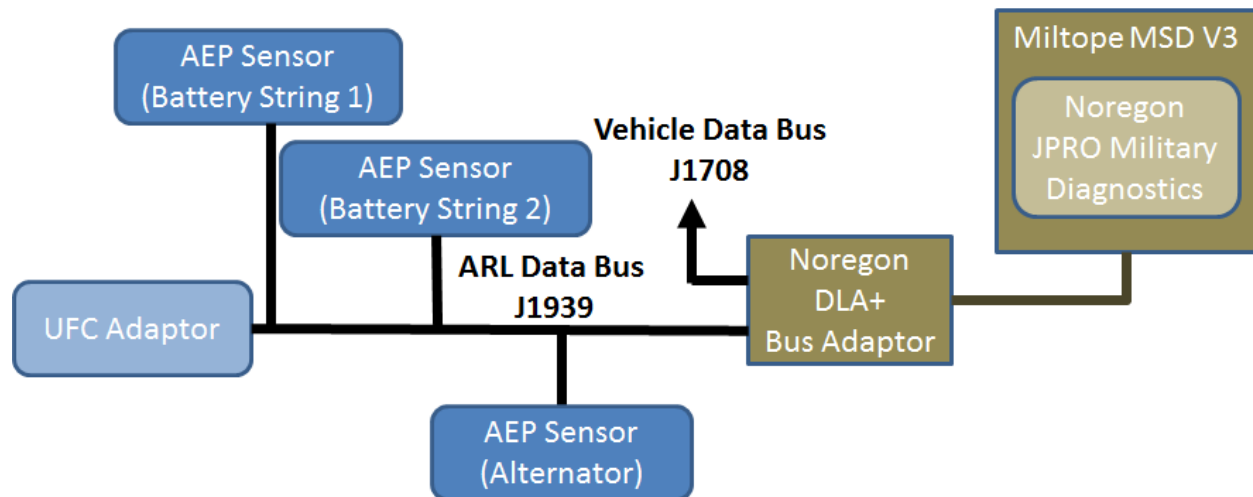 AEP Sensor
(Battery String 1)
AEP Sensor
(Battery String 2)
Vehicle Data Bus
J1708
Miltope MSD V3
Noregon
JPRO Military
Diagnostics
UFC Adaptor
ARL Data Bus
J1939
Noregon
DLA+
Bus Adaptor
AEP Sensor
(Alternator)